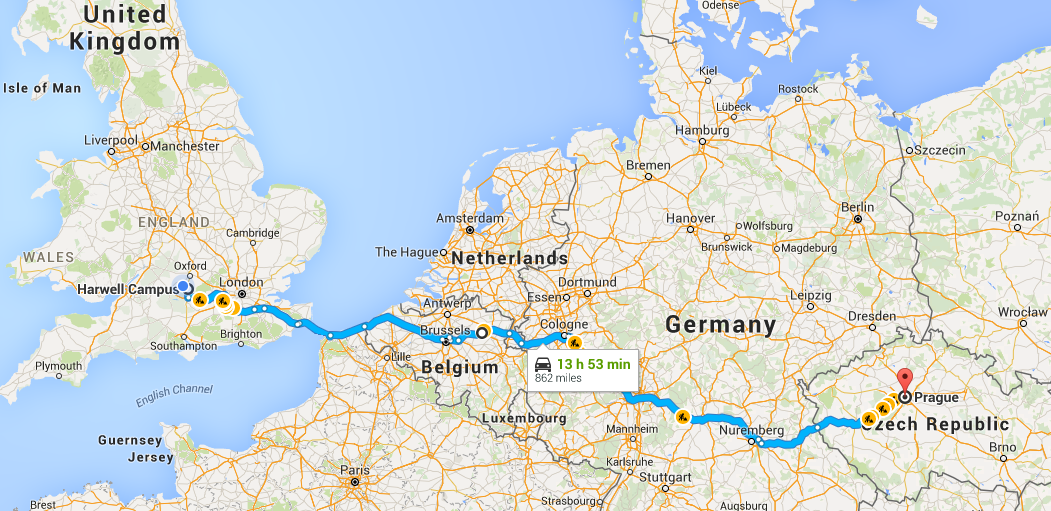 United
Kingdom
Isle of Man
Liverpool
Manchester
ENGLAND
Cambridge
WALES
Oxford
Harwell Campus
London
Brighton
Southampton
Plymouth
English Channel
Guernsey
Jersey
Brest
Paris
Amsterdam
The Hague
Netherlands
Antwerp
Brussels
Lille
Belgium
Luxembourg
Odense
Kiel
Rostock
Lübeck
Hamburg
Szczecin
Bremen
Berlin
Hanover
Wolfsburg
Poznań
Brunswick
Magdeburg
Dortmund
Essen
Leipzig
Cologne
Germany
Dresden
Wroclaw
13 h 53 min
862 miles
Prague
Czech Republic
Nuremberg
Mannheim
Brno
Karlsruhe
Stuttgart
Strasbourg
Augsburg